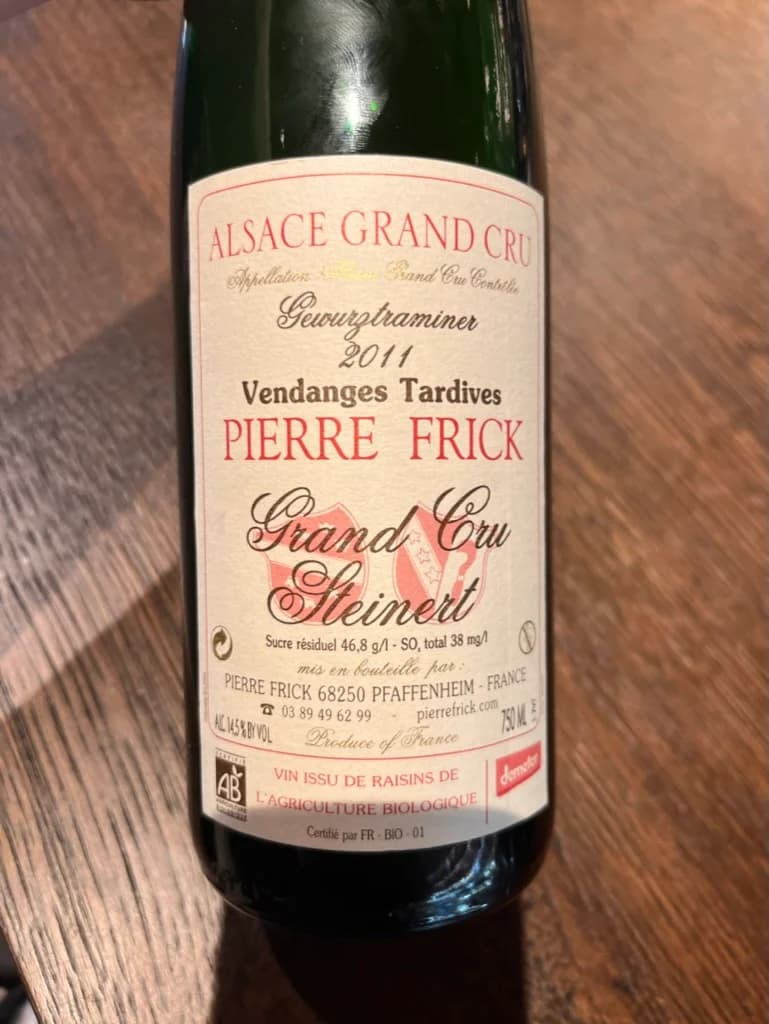 ALSACE GRAND CRU
Appellation Alsace Grand Cru Contrôlée
Gewurztraminer
2011
Vendanges Tardives
PIERRE FRICK
Grand Cru
Steinert
Sucre résiduel 46,8 g/l - SO₂ total 38 mg/l
mis en bouteille par :
PIERRE FRICK 68250 PFAFFENHEIM - FRANCE
03 89 49 62 99 - pierrefrick.com
ALC. 14,5% BY VOL
750 ML
Produce of France
AB
VIN ISSU DE RAISINS DE
L'AGRICULTURE BIOLOGIQUE
demeter
Certifié par FR - BIO - 01